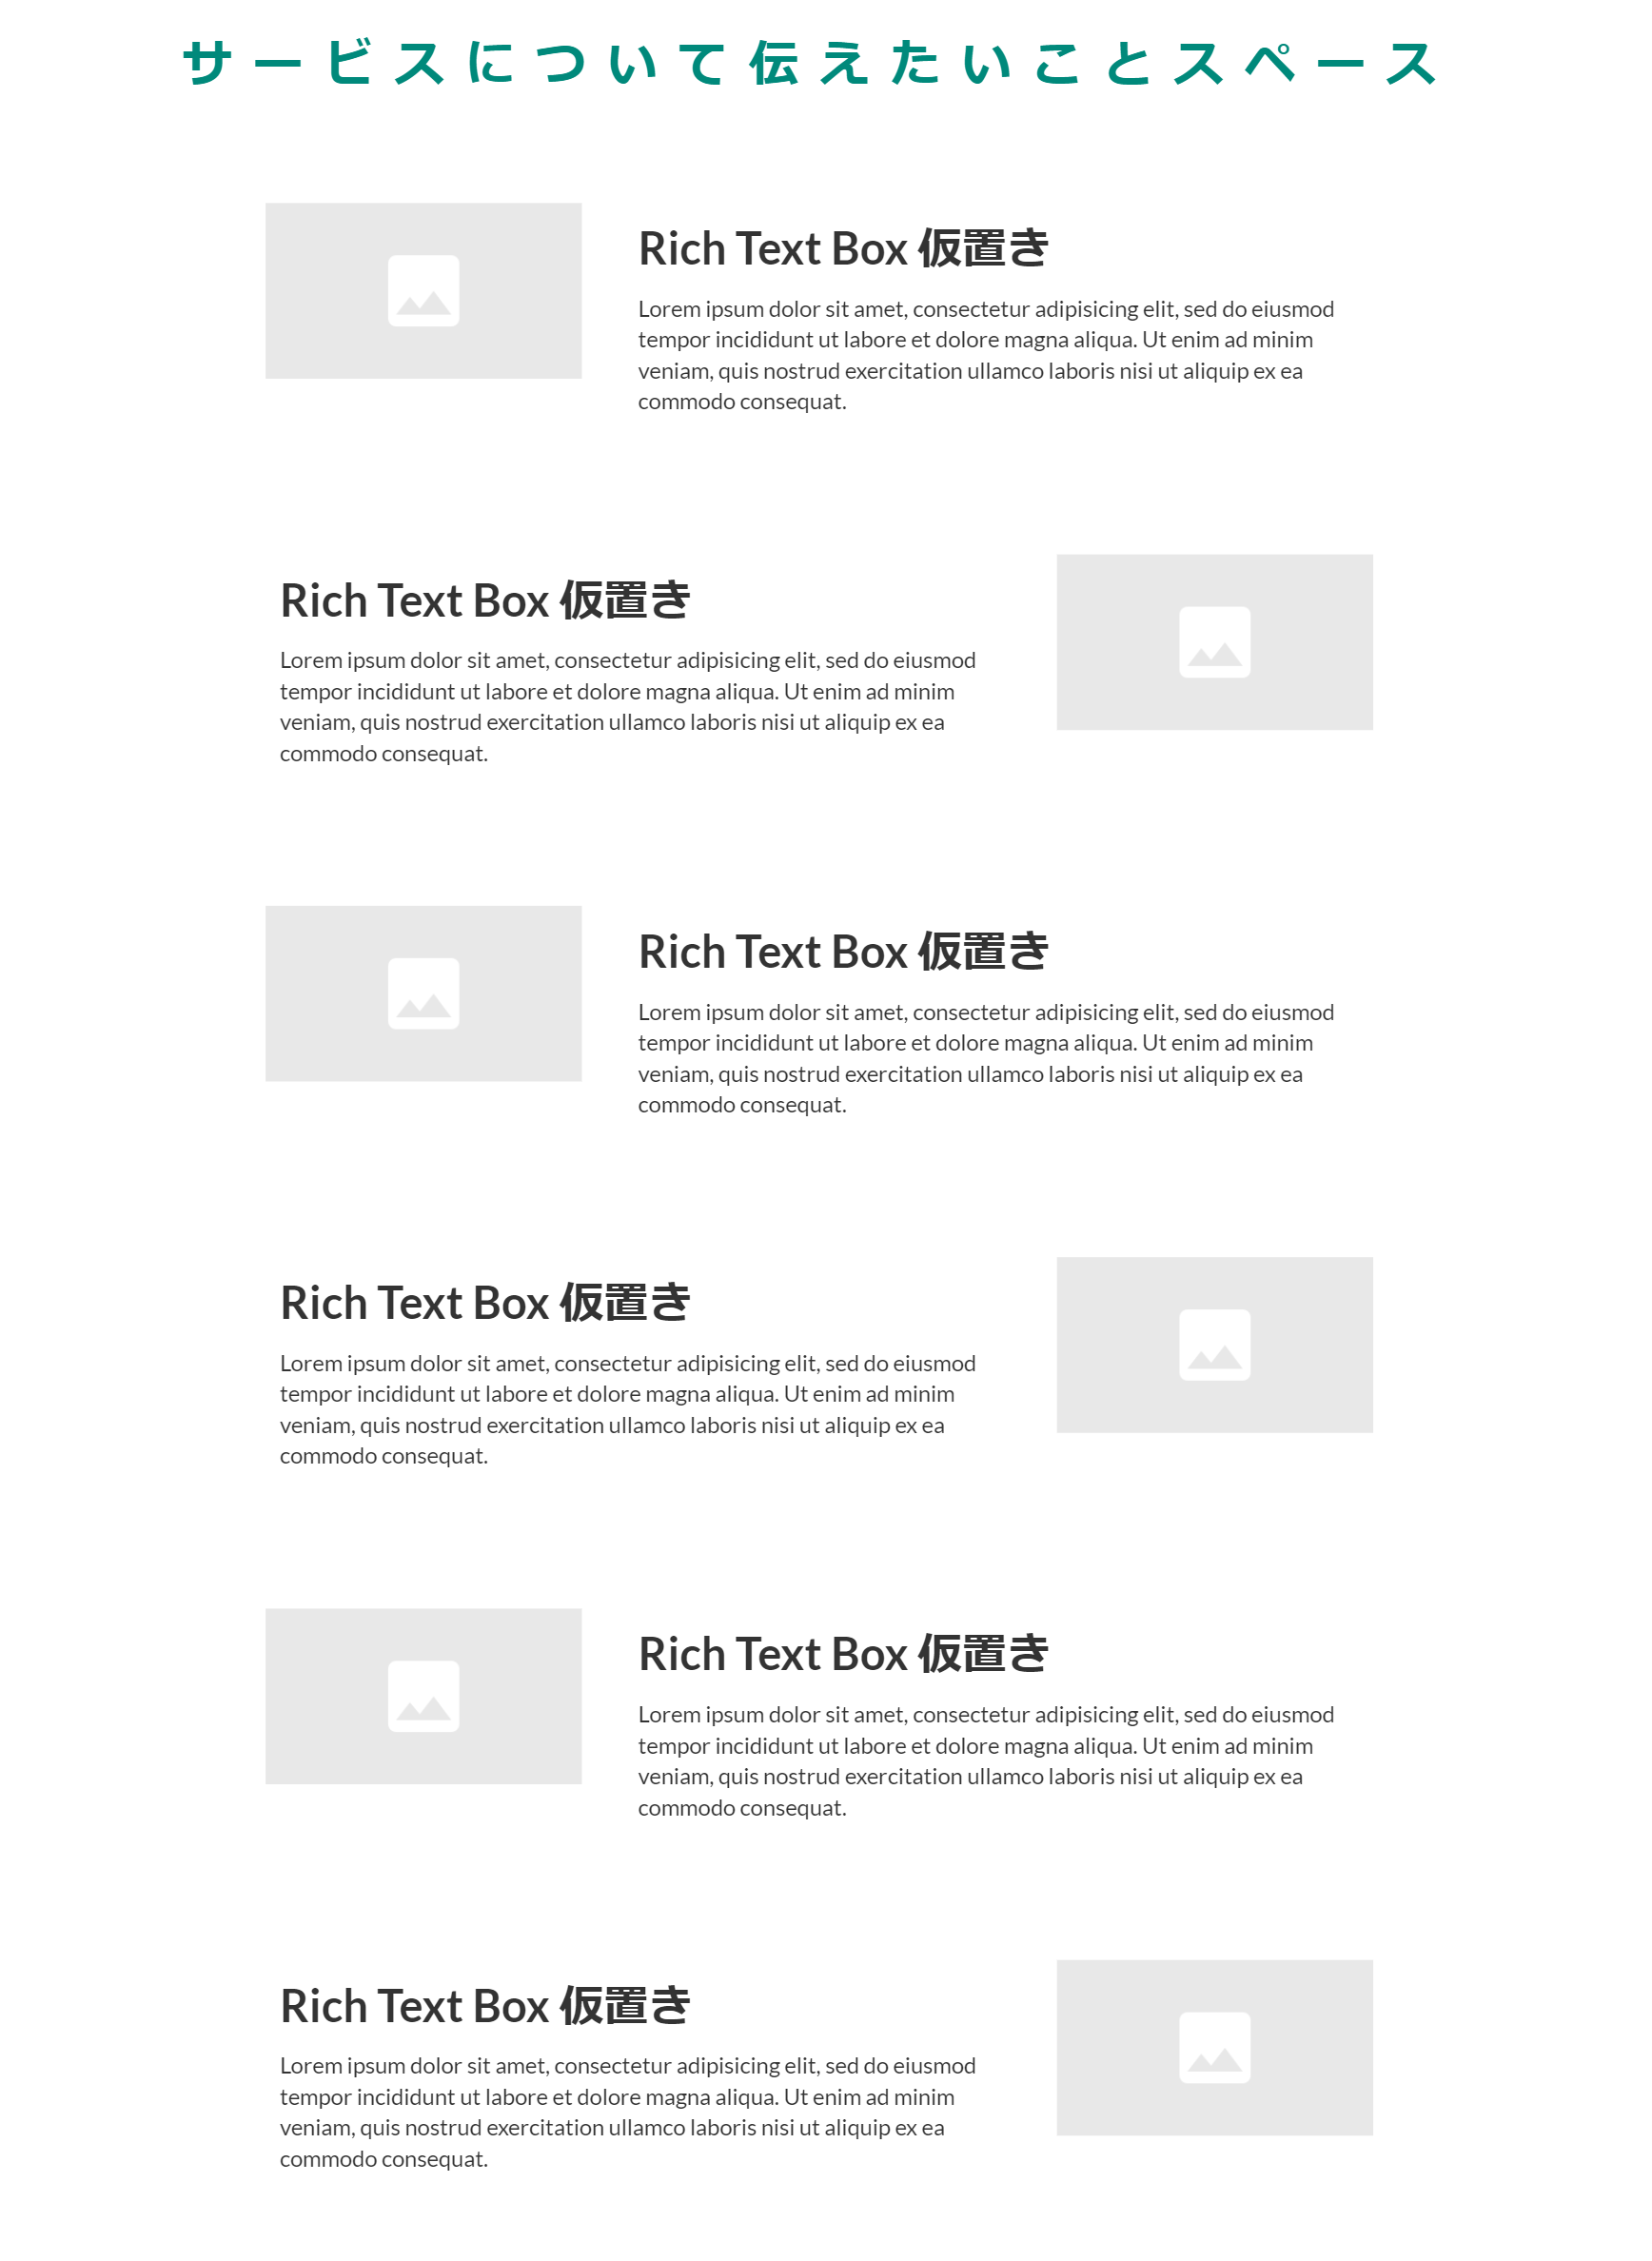 サービスについて伝えたいことスペース
Rich Text Box 仮置き
Lorem ipsum dolor sit amet, consectetur adipisicing elit, sed do eiusmod
tempor incididunt ut labore et dolore magna aliqua. Ut enim ad minim
veniam, quis nostrud exercitation ullamco laboris nisi ut aliquip ex ea
commodo consequat.
Rich Text Box 仮置き
Lorem ipsum dolor sit amet, consectetur adipisicing elit, sed do eiusmod
tempor incididunt ut labore et dolore magna aliqua. Ut enim ad minim
veniam, quis nostrud exercitation ullamco laboris nisi ut aliquip ex ea
commodo consequat.
Rich Text Box 仮置き
Lorem ipsum dolor sit amet, consectetur adipisicing elit, sed do eiusmod
tempor incididunt ut labore et dolore magna aliqua. Ut enim ad minim
veniam, quis nostrud exercitation ullamco laboris nisi ut aliquip ex ea
commodo consequat.
Rich Text Box 仮置き
Lorem ipsum dolor sit amet, consectetur adipisicing elit, sed do eiusmod
tempor incididunt ut labore et dolore magna aliqua. Ut enim ad minim
veniam, quis nostrud exercitation ullamco laboris nisi ut aliquip ex ea
commodo consequat.
Rich Text Box 仮置き
Lorem ipsum dolor sit amet, consectetur adipisicing elit, sed do eiusmod
tempor incididunt ut labore et dolore magna aliqua. Ut enim ad minim
veniam, quis nostrud exercitation ullamco laboris nisi ut aliquip ex ea
commodo consequat.
Rich Text Box 仮置き
Lorem ipsum dolor sit amet, consectetur adipisicing elit, sed do eiusmod
tempor incididunt ut labore et dolore magna aliqua. Ut enim ad minim
veniam, quis nostrud exercitation ullamco laboris nisi ut aliquip ex ea
commodo consequat.